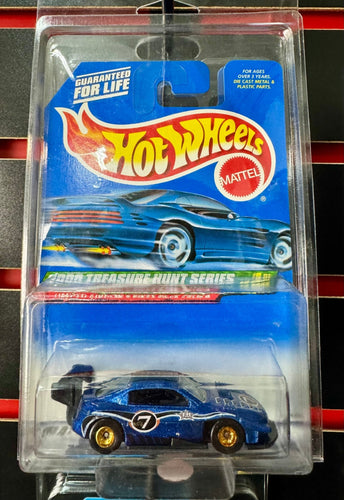 GUARANTEED
FOR LIFE
FOR AGES
OVER 3 YEARS.
DIE CAST METAL &
PLASTIC PARTS.
HOT WHEELS
MATTEL
®
2000 TREASURE HUNT SERIES
7